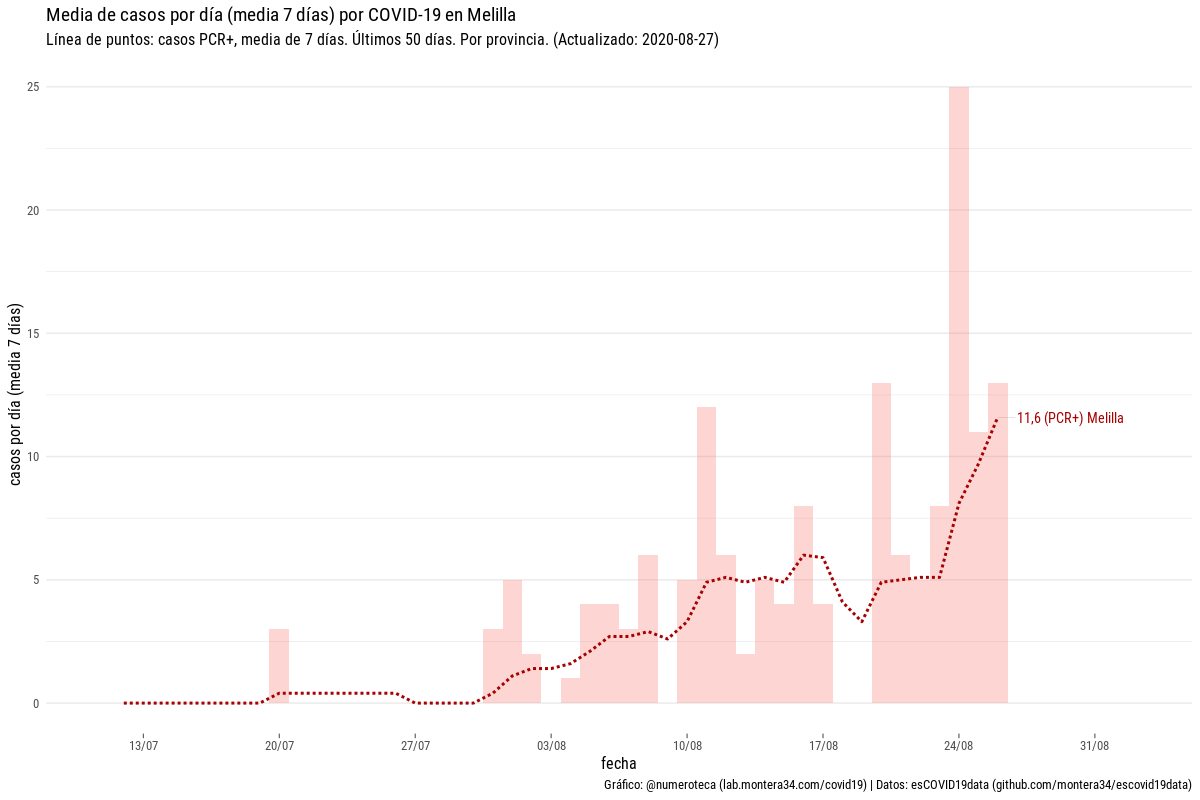 Media de casos por día (media 7 días) por COVID-19 en Melilla
Línea de puntos: casos PCR+, media de 7 días. Últimos 50 días. Por provincia. (Actualizado: 2020-08-27)
casos por día (media 7 días)
25
20
15
10
5
0
11,6 (PCR+) Melilla
13/07
20/07
27/07
03/08
10/08
17/08
24/08
31/08
fecha
Gráfico: @numeroteca (lab.montera34.com/covid19) | Datos: esCOVID19data (github.com/montera34/escovid19data)